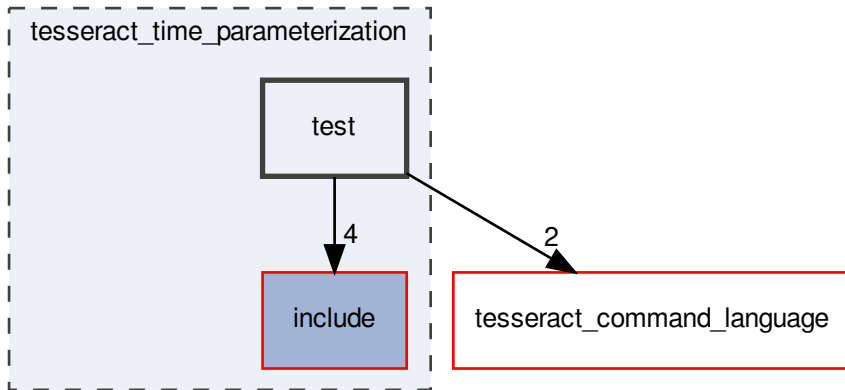 tesseract_time_parameterization
test
4
2
include
tesseract_command_language